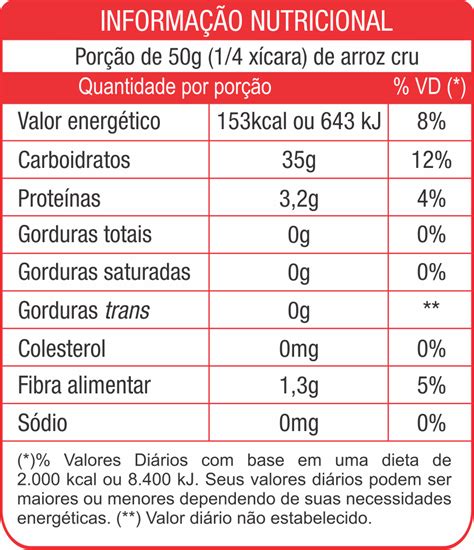 INFORMAÇÃO NUTRICIONAL
Porção de 50g (1/4 xícara) de arroz cru
Quantidade por porção % VD (*)
Valor energético 153kcal ou 643 kJ 8%
Carboidratos 35g 12%
Proteínas 3,2g 4%
Gorduras totais 0g 0%
Gorduras saturadas 0g 0%
Gorduras trans 0g **
Colesterol 0mg 0%
Fibra alimentar 1,3g 5%
Sódio 0mg 0%
(*)% Valores Diários com base em uma dieta de
2.000 kcal ou 8.400 kJ. Seus valores diários podem ser
maiores ou menores dependendo de suas necessidades
energéticas. (**) Valor diário não estabelecido.